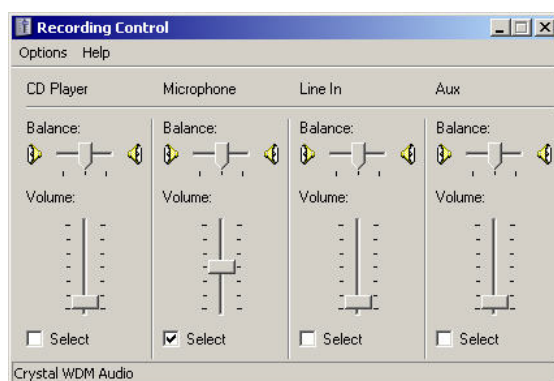 Recording Control
Options Help
CD Player Microphone Line In Aux
Balance: Balance: Balance: Balance:
Volume: Volume: Volume: Volume:
Select Select Select Select
Crystal WDM Audio